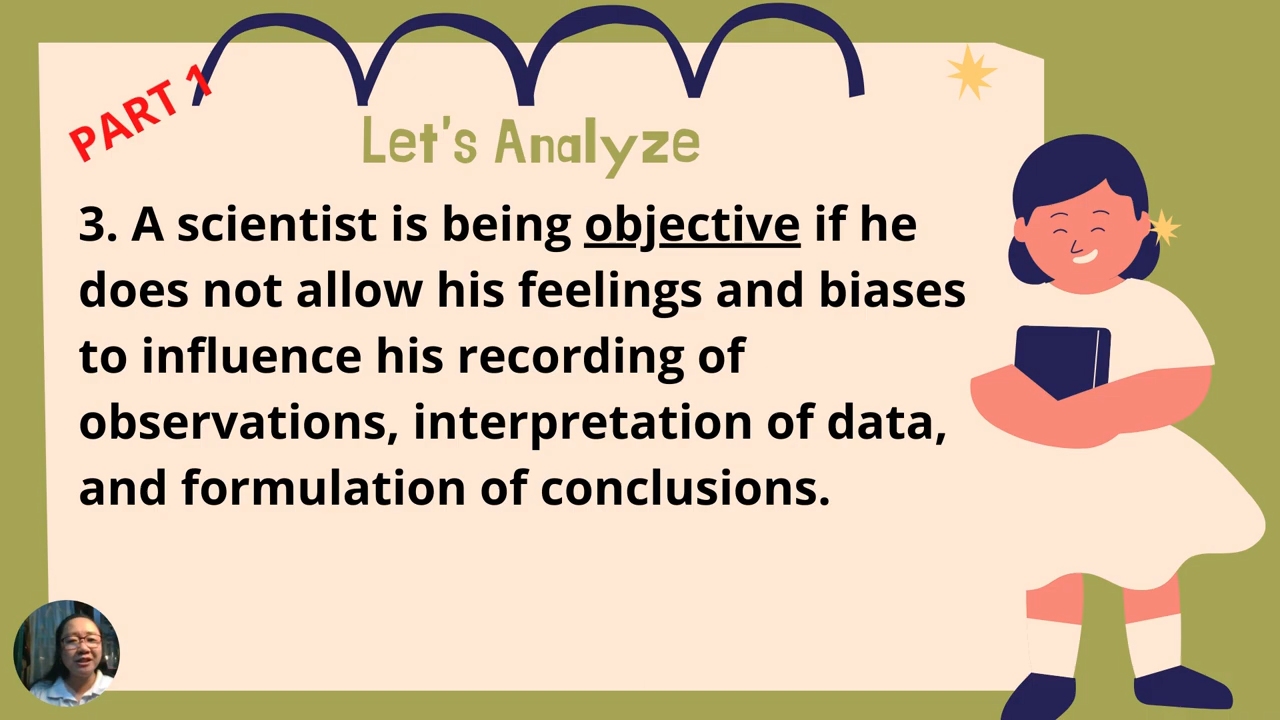 PART 1
Let's Analyze
3. A scientist is being objective if he
does not allow his feelings and biases
to influence his recording of
observations, interpretation of data,
and formulation of conclusions.